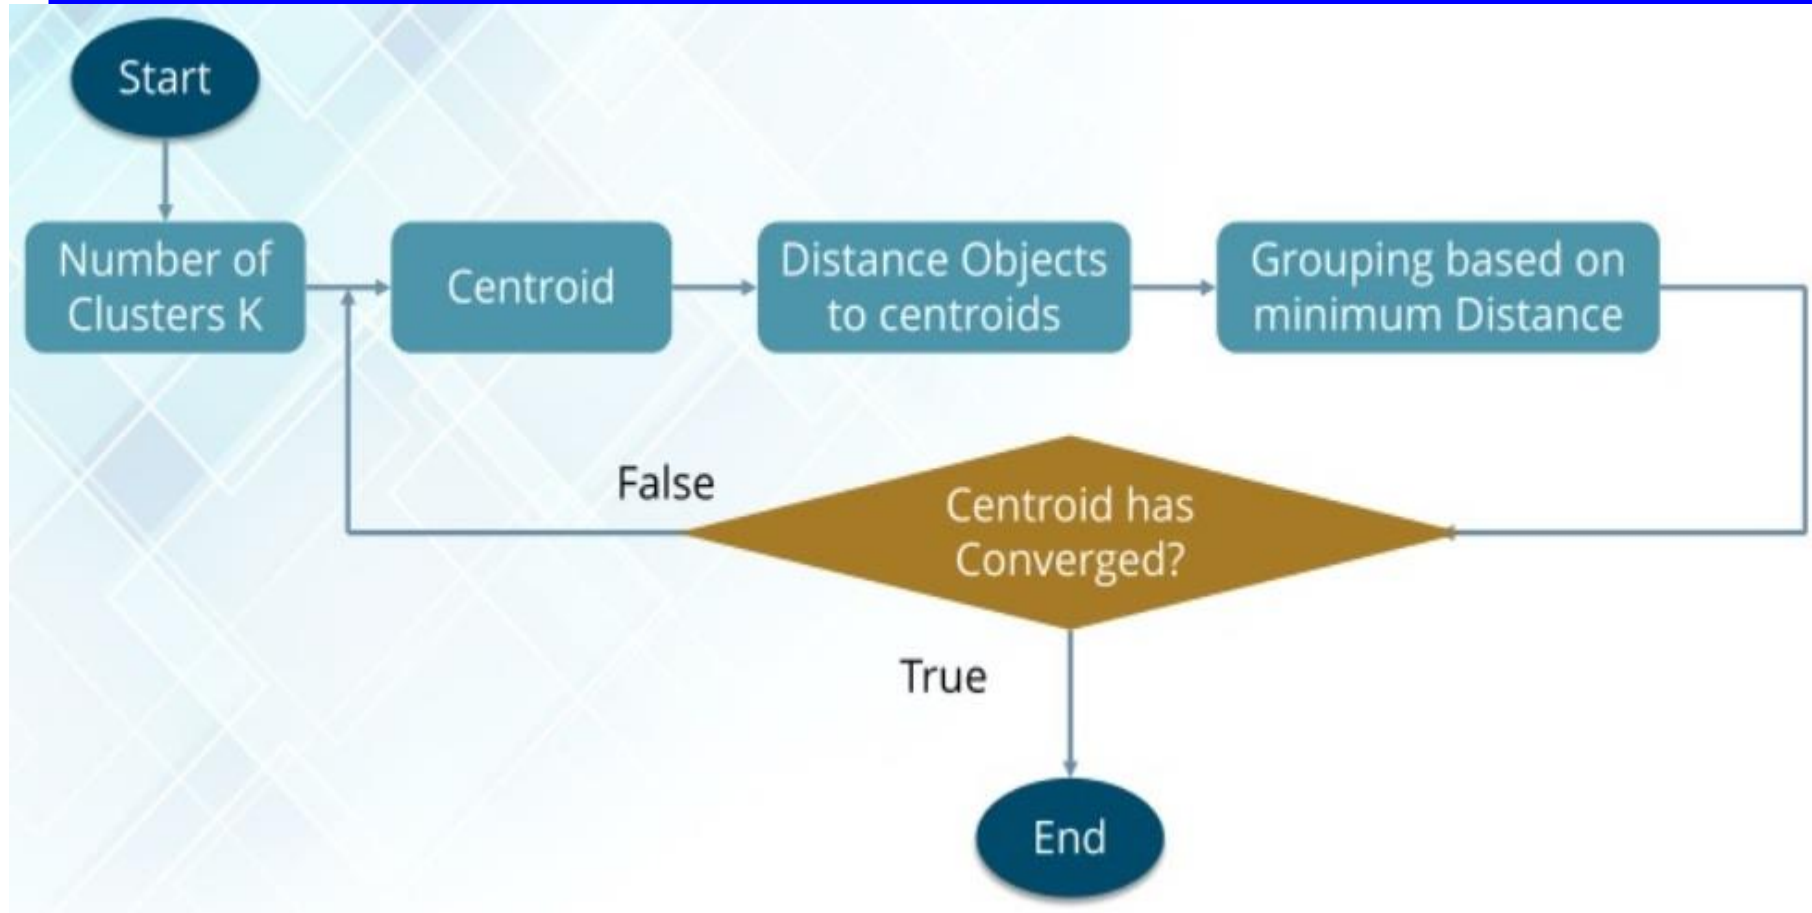 Start
Number of
Clusters K
Centroid
Distance Objects
to centroids
Grouping based on
minimum Distance
False
Centroid has
Converged?
True
End